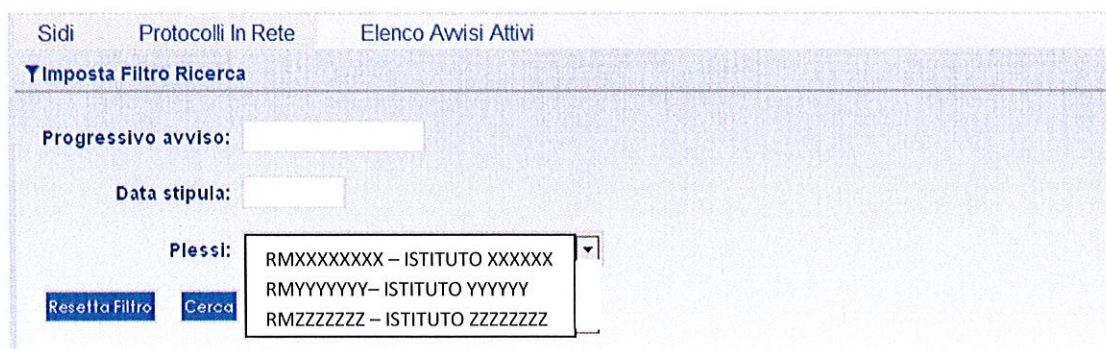 Sidi Protocolli In Rete Elenco Avvisi Attivi
Imposta Filtro Ricerca
Progressivo avviso:
Data stipula:
Plessi:
RMXXXXXXXX – ISTITUTO XXXXXX
RMYYYYYYY– ISTITUTO YYYYYY
RMZZZZZZZ – ISTITUTO ZZZZZZZZ
Resetta Filtro Cerca